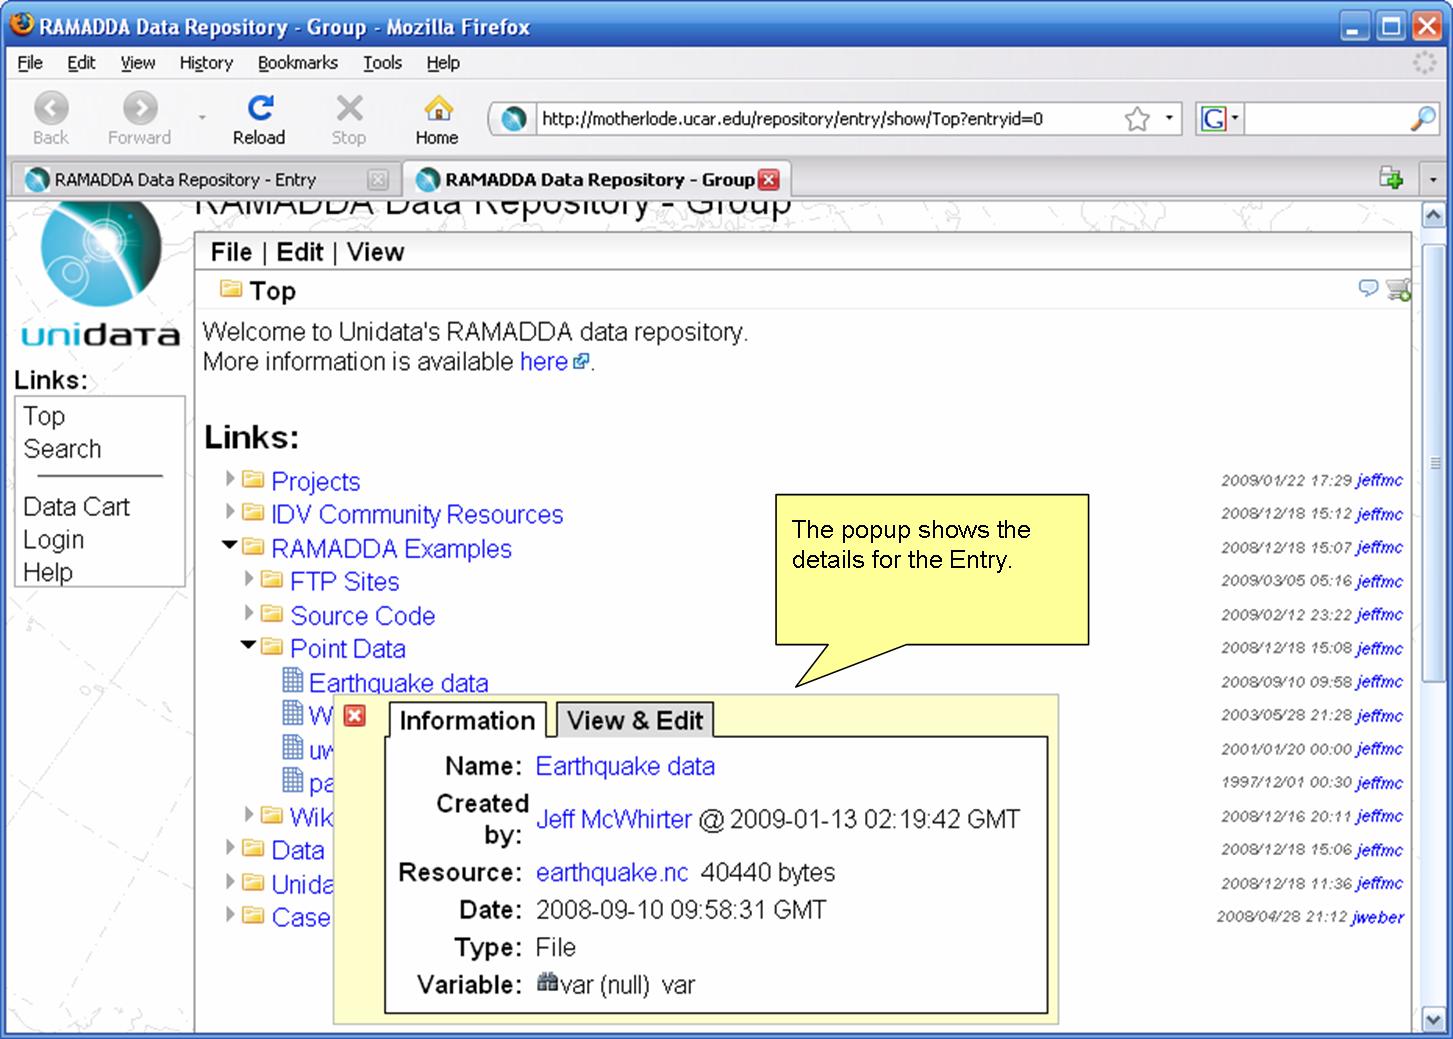 RAMADDA Data Repository - Group - Mozilla Firefox
File Edit View History Bookmarks Tools Help
Back Forward Reload Stop Home http://motherlode.ucar.edu/repository/entry/show/Top?entryid=0 G
RAMADDA Data Repository - Entry RAMADDA Data Repository - Group
RAMADDA Data Repository - Group
unidata
Links:
Top
Search
Data Cart
Login
Help
File | Edit | View
Top
Welcome to Unidata's RAMADDA data repository.
More information is available here.
Links:
Projects 2009/01/22 17:29 jeffmc
IDV Community Resources 2008/12/18 15:12 jeffmc
RAMADDA Examples 2008/12/18 15:07 jeffmc
FTP Sites 2009/03/05 05:16 jeffmc
Source Code 2009/02/12 23:22 jeffmc
Point Data 2008/12/18 15:08 jeffmc
Earthquake data 2008/09/10 09:58 jeffmc
W 2003/05/28 21:28 jeffmc
uw 2001/01/20 00:00 jeffmc
pa 1997/12/01 00:30 jeffmc
Wik 2008/12/16 20:11 jeffmc
Data 2008/12/18 15:06 jeffmc
Unida 2008/12/18 11:36 jeffmc
Case 2008/04/28 21:12 jweber
The popup shows the
details for the Entry.
Information View & Edit
Name: Earthquake data
Created
by: Jeff McWhirter @ 2009-01-13 02:19:42 GMT
Resource: earthquake.nc 40440 bytes
Date: 2008-09-10 09:58:31 GMT
Type: File
Variable: var (null) var